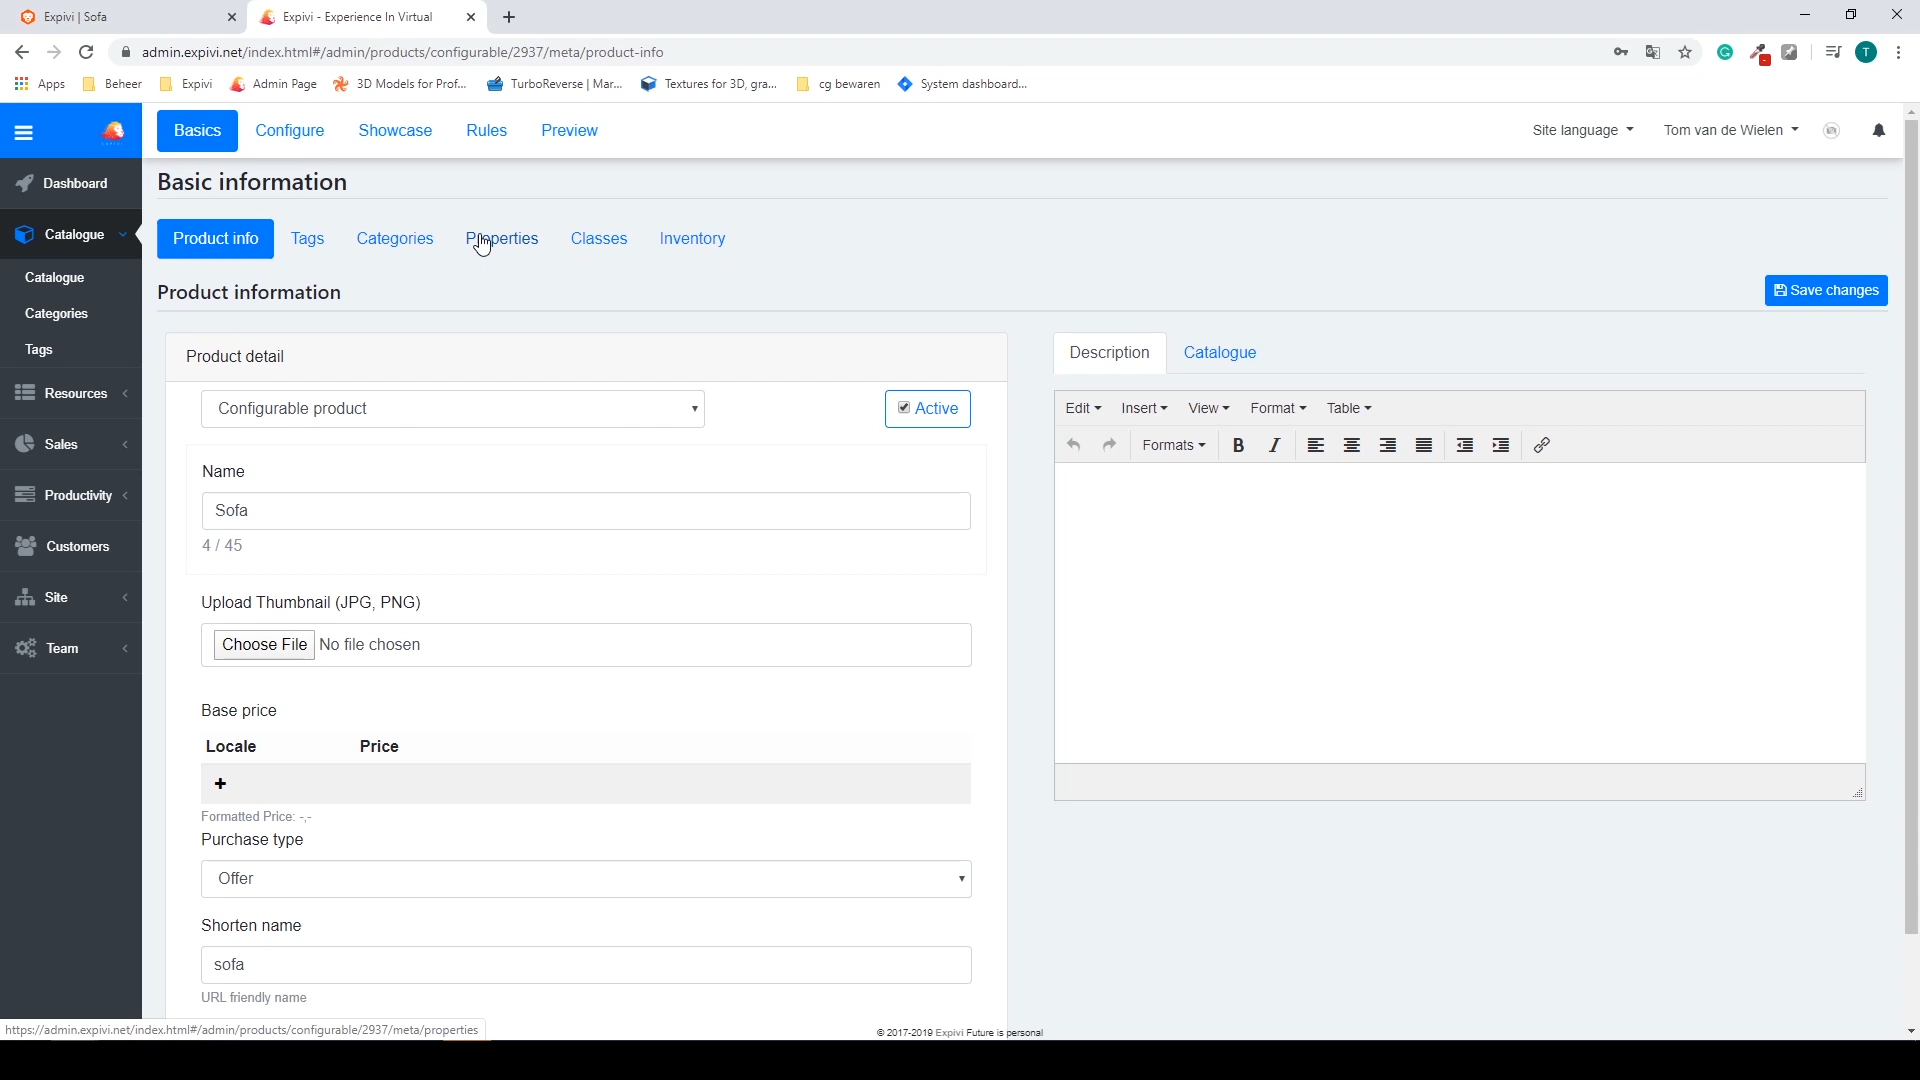 Expivi | Sofa
Expivi - Experience In Virtual
admin.expivi.net/index.html#/admin/products/configurable/2937/meta/product-info
T
Apps
Beheer
Expivi
Admin Page
3D Models for Prof...
TurboReverse | Mar...
Textures for 3D, gra...
cg bewaren
System dashboard...
Basics
Configure
Showcase
Rules
Preview
Site language
Tom van de Wielen
Dashboard
Catalogue
Catalogue
Categories
Tags
Resources
Sales
Productivity
Customers
Site
Team
Basic information
Product info
Tags
Categories
Properties
Classes
Inventory
Product information
Save changes
Product detail
Configurable product
Active
Name
Sofa
4 / 45
Upload Thumbnail (JPG, PNG)
Choose File No file chosen
Base price
Locale Price
+
Formatted Price: -,-
Purchase type
Offer
Shorten name
sofa
URL friendly name
Description
Catalogue
Edit Insert View Format Table
Formats B I
https://admin.expivi.net/index.html#/admin/products/configurable/2937/meta/properties
© 2017-2019 Expivi Future is personal